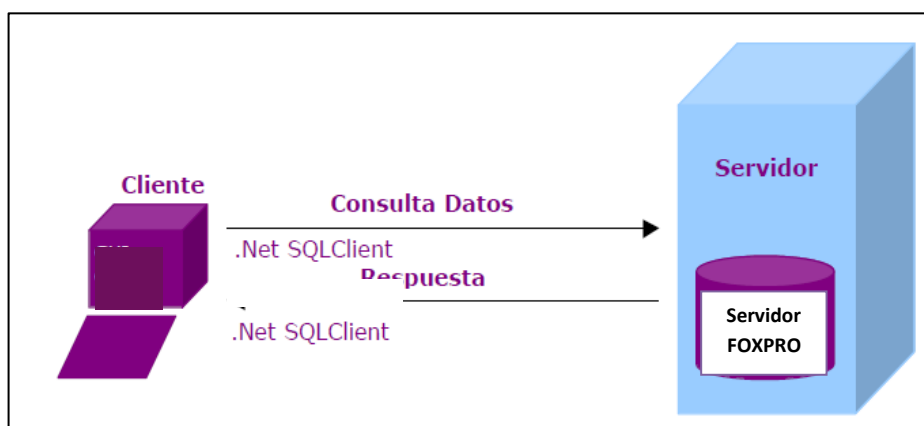 Servidor
Cliente
Consulta Datos
.Net SQLClient
Respuesta
.Net SQLClient
Servidor
FOXPRO